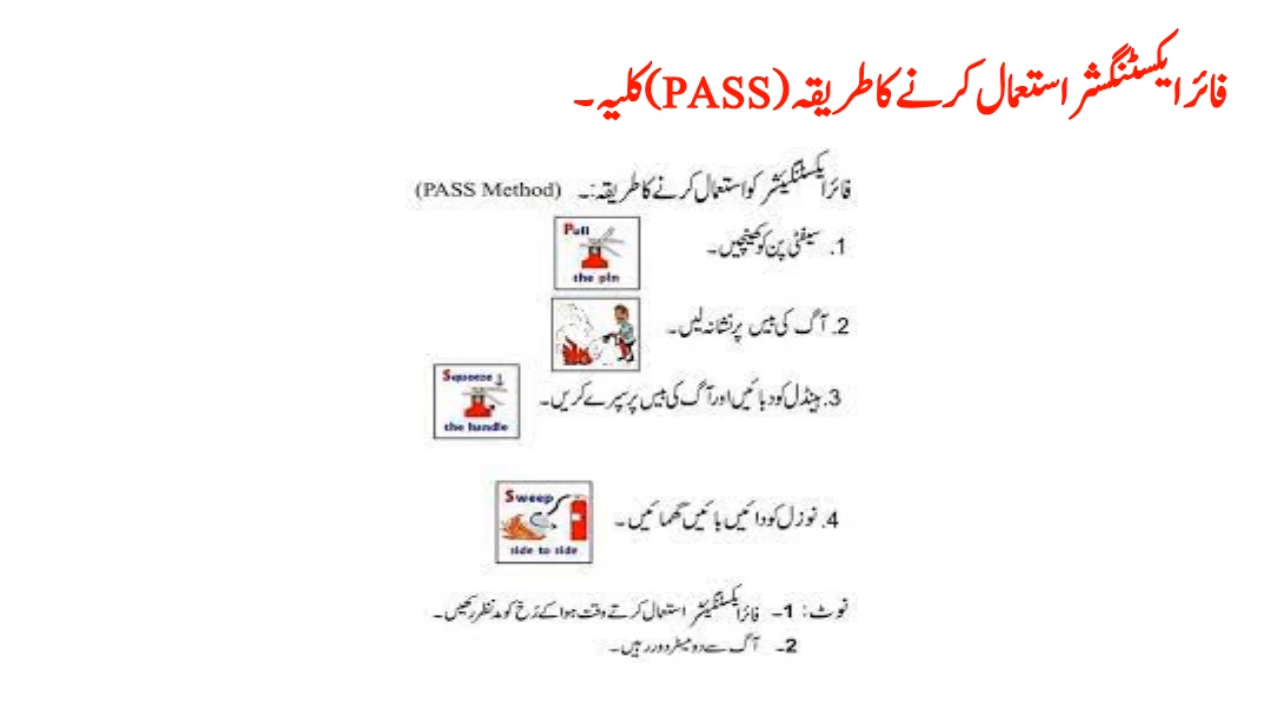 فائر ایکسٹنگشر استعمال کرنے کا طریقہ (PASS) کلیہ۔
فائر ایکسٹنگیشر کو استعمال کرنے کا طریقہ:۔ (PASS Method)
1. سیفٹی پن کو کھینچیں۔
Pull
the pin
2. آگ کی بیس پر نشانہ لیں۔
3. ہینڈل کو دبائیں اور آگ کی بیس پر سپرے کریں۔
Squeeze
the handle
4. نوزل کو دائیں بائیں گھمائیں۔
Sweep
side to side
نوٹ: 1۔ فائر ایکسٹنگیشر استعمال کرتے وقت ہوا کے رُخ کو مدنظر رکھیں۔
2۔ آگ سے دو میٹر دور رہیں۔